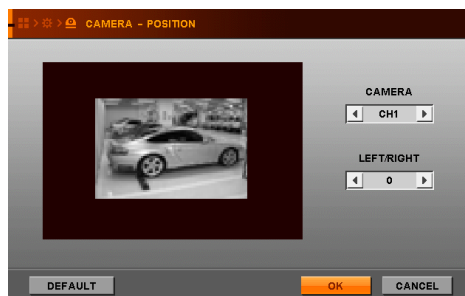 CAMERA - POSITION
CAMERA
CH1
LEFT/RIGHT
0
DEFAULT
OK
CANCEL